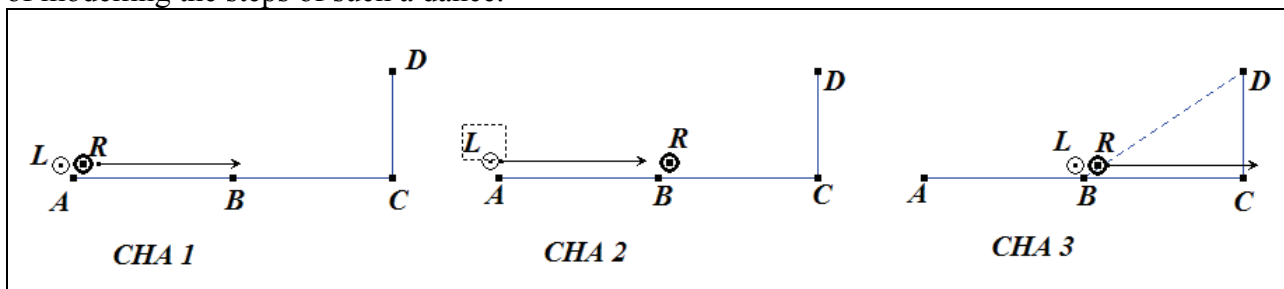 of modelling the steps of such a dance.
D
D
D
L R
L
R
L R
A B C
A B C
A B C
CHA 1
CHA 2
CHA 3